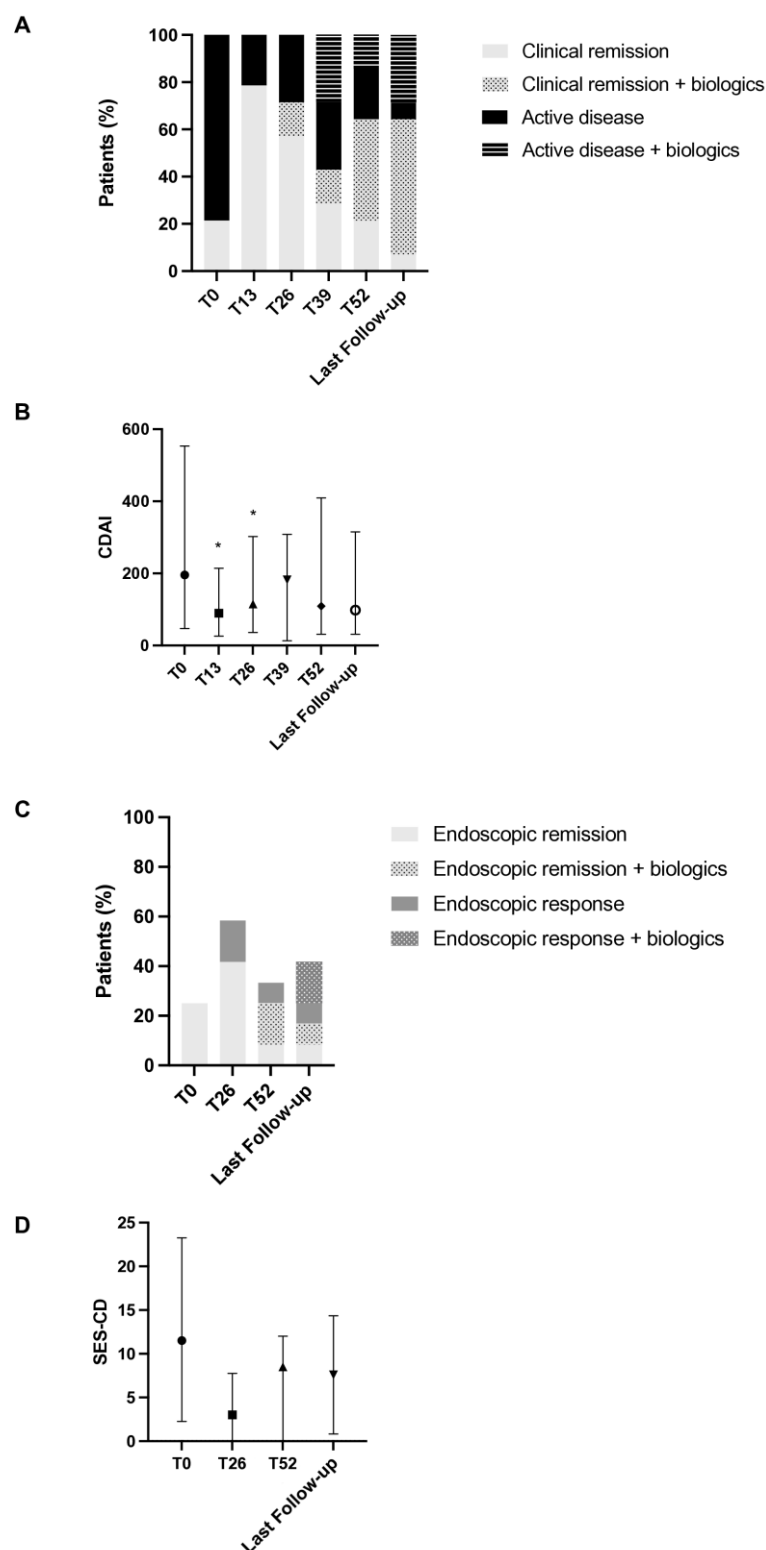 A
Patients (%)
100
80
60
40
20
0
T0
T13
T26
T39
T52
Last Follow-up
Clinical remission
Clinical remission + biologics
Active disease
Active disease + biologics
B
CDAI
600
400
200
0
*
*
T0
T13
T26
T39
T52
Last Follow-up
C
Patients (%)
100
80
60
40
20
0
T0
T26
T52
Last Follow-up
Endoscopic remission
Endoscopic remission + biologics
Endoscopic response
Endoscopic response + biologics
D
SES-CD
25
20
15
10
5
0
T0
T26
T52
Last Follow-up